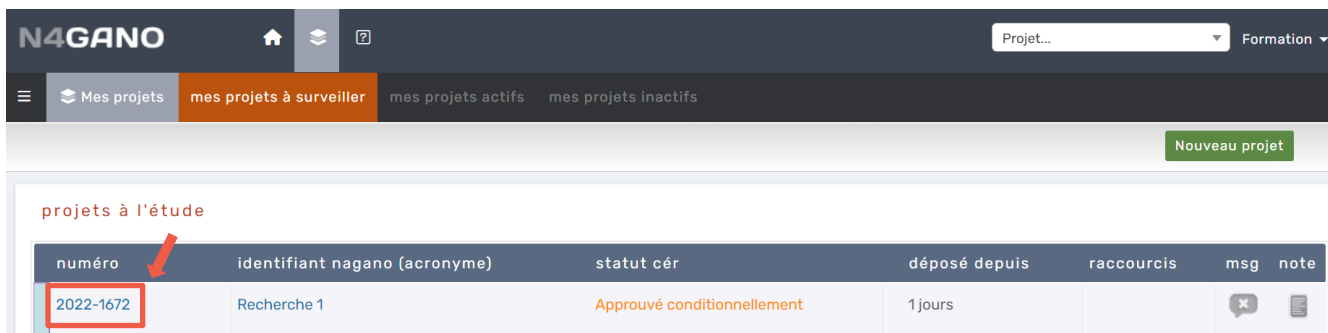 N4GANO Projet... Formation
Mes projets mes projets à surveiller mes projets actifs mes projets inactifs
Nouveau projet
projets à l'étude
numéro identifiant nagano (acronyme) statut cér déposé depuis raccourcis msg note
2022-1672 Recherche 1 Approuvé conditionnellement 1 jours